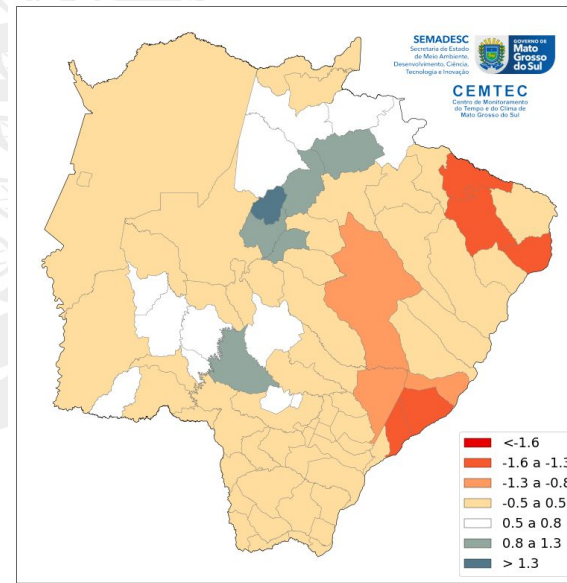 SEMADESC
Secretaria de Estado
de Meio Ambiente,
Desenvolvimento, Ciência,
Tecnologia e Inovação
GOVERNO DE
Mato
Grosso
do Sul
CEMTEC
Centro de Monitoramento
do Tempo e do Clima de
Mato Grosso do Sul
<-1.6
-1.6 a -1.3
-1.3 a -0.8
-0.5 a 0.5
0.5 a 0.8
0.8 a 1.3
> 1.3